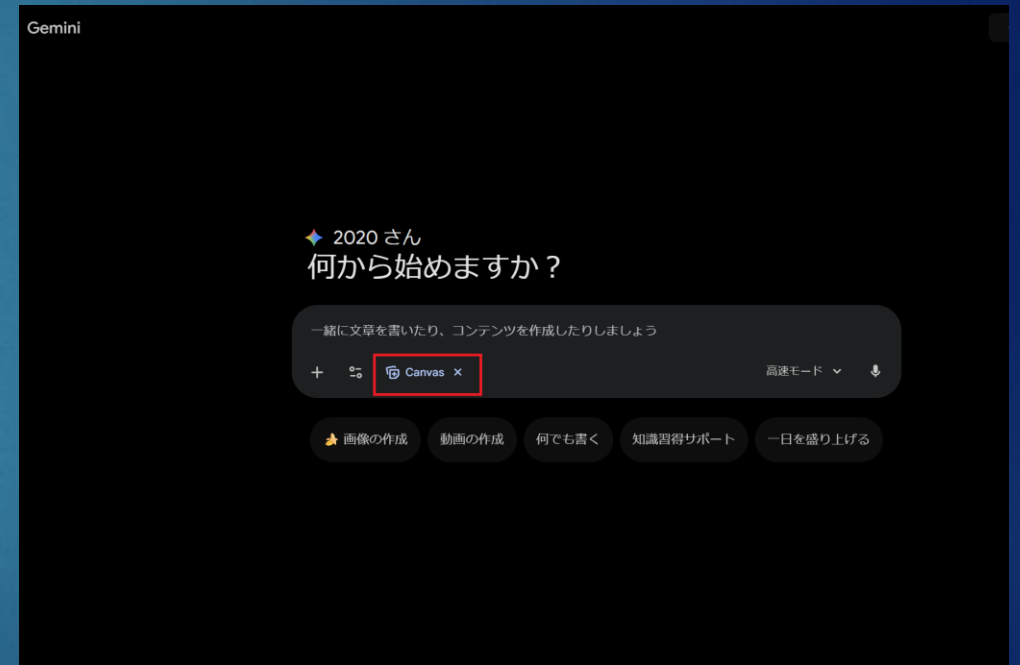 Gemini
2020 さん
何から始めますか？
一緒に文章を書いたり、コンテンツを作成したりしましょう
Canvas
高速モード
画像の作成
動画の作成
何でも書く
知識習得サポート
一日を盛り上げる